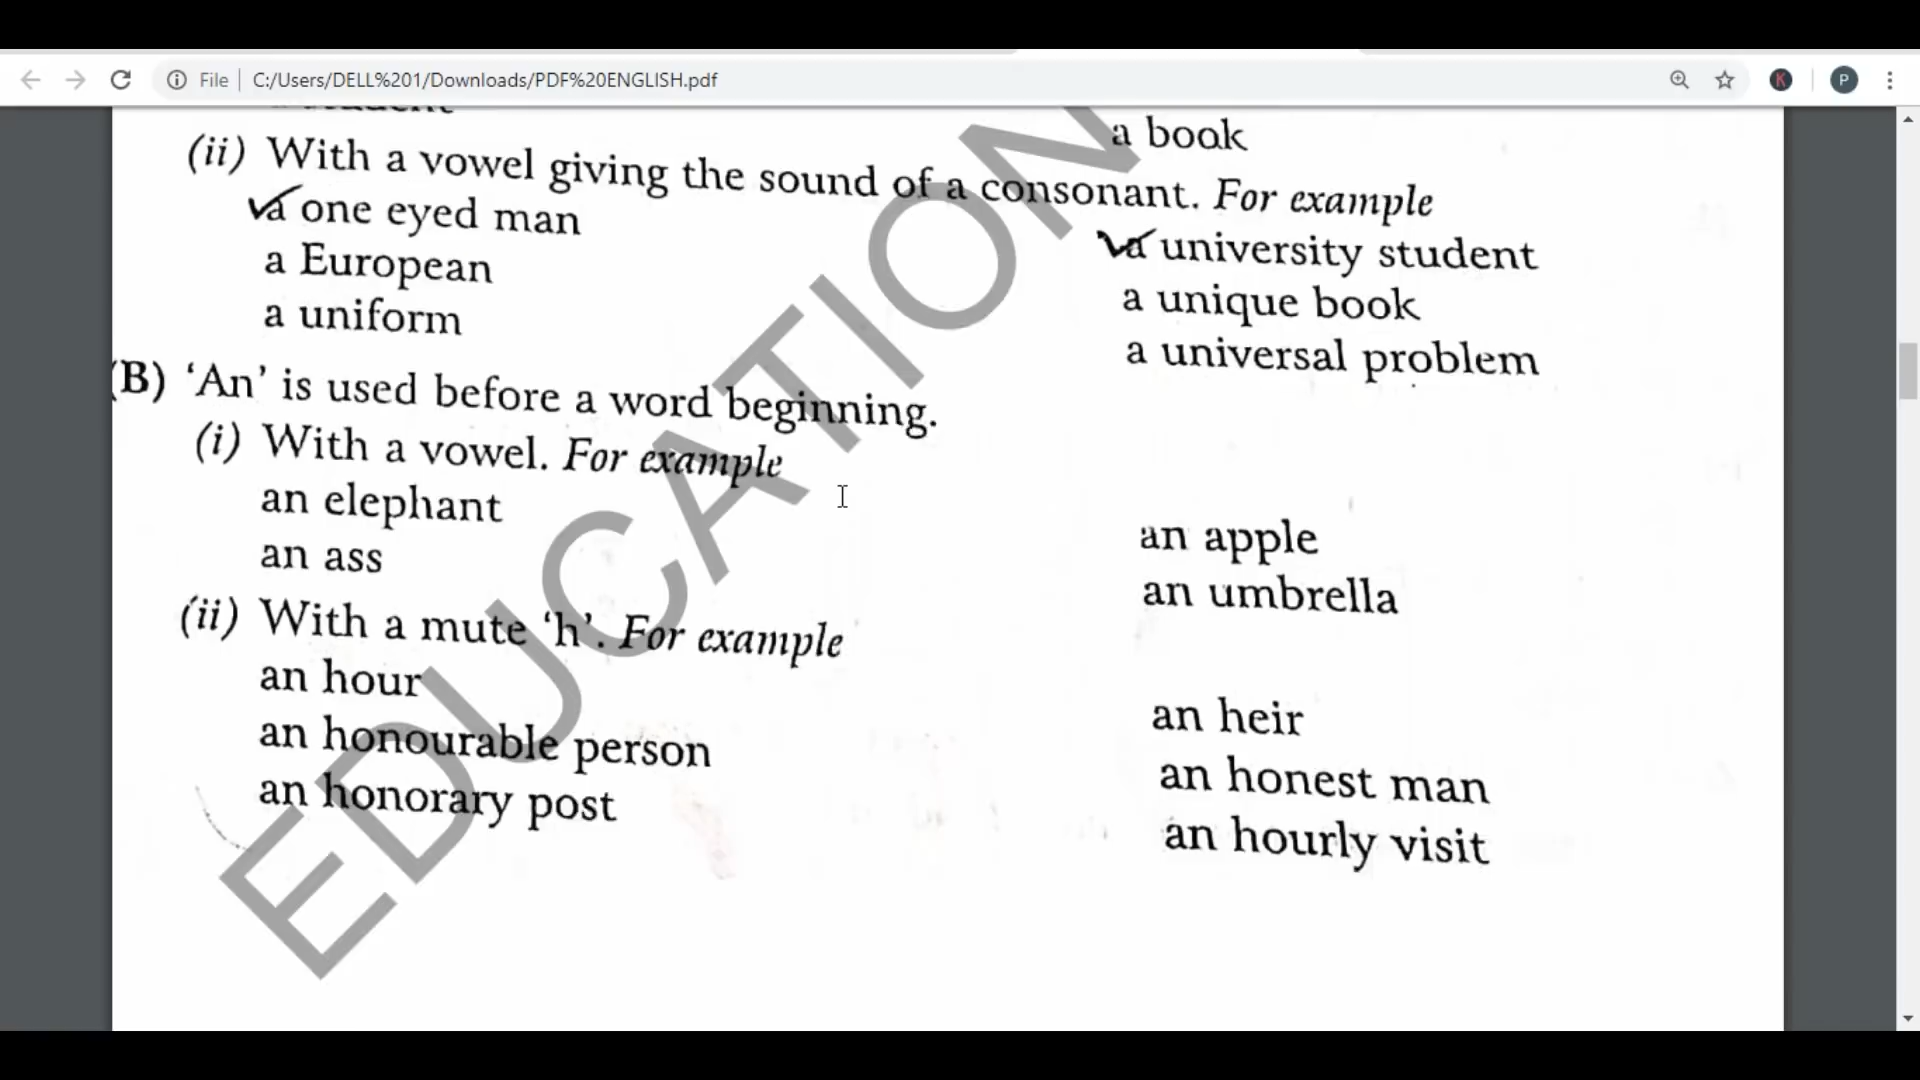 File
C:/Users/DELL%201/Downloads/PDF%20ENGLISH.pdf
K
P
a book
(ii) With a vowel giving the sound of a consonant. For example
a one eyed man
a university student
a European
a unique book
a uniform
a universal problem
(B) ‘An’ is used before a word beginning.
(i) With a vowel. For example
an elephant
an apple
an ass
an umbrella
(ii) With a mute ‘h’. For example
an hour
an heir
an honourable person
an honest man
an honorary post
an hourly visit
EDUCATION